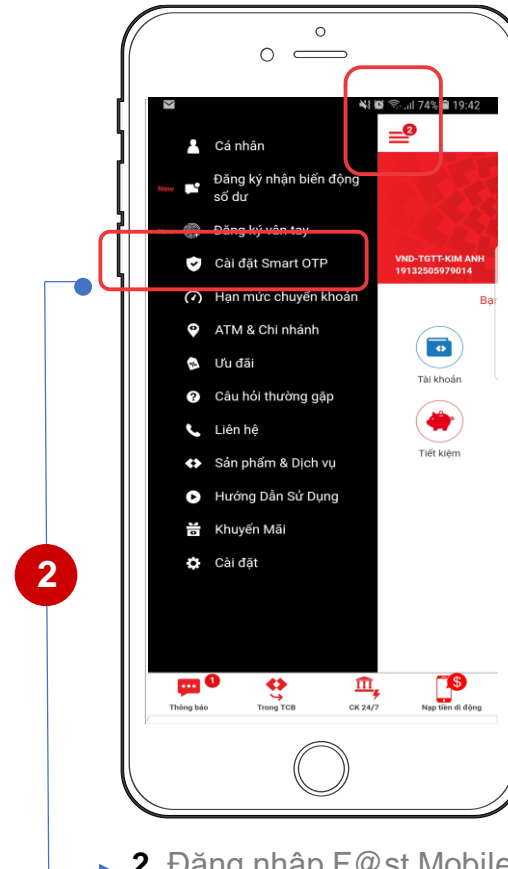 74% 19:42
2
Cá nhân
New
Đăng ký nhận biến động
số dư
Đăng ký vân tay
Cài đặt Smart OTP
Hạn mức chuyển khoản
ATM & Chi nhánh
Ưu đãi
Câu hỏi thường gặp
Liên hệ
Sản phẩm & Dịch vụ
Hướng Dẫn Sử Dụng
Khuyến Mãi
Cài đặt
VND-TGTT-KIM ANH
19132505979014
Bạ
Tài khoản
Tiết kiệm
2
1
Thông báo
Trong TCB
CK 24/7
Nạp tiền di động
2 Đăng nhập F@st Mobile